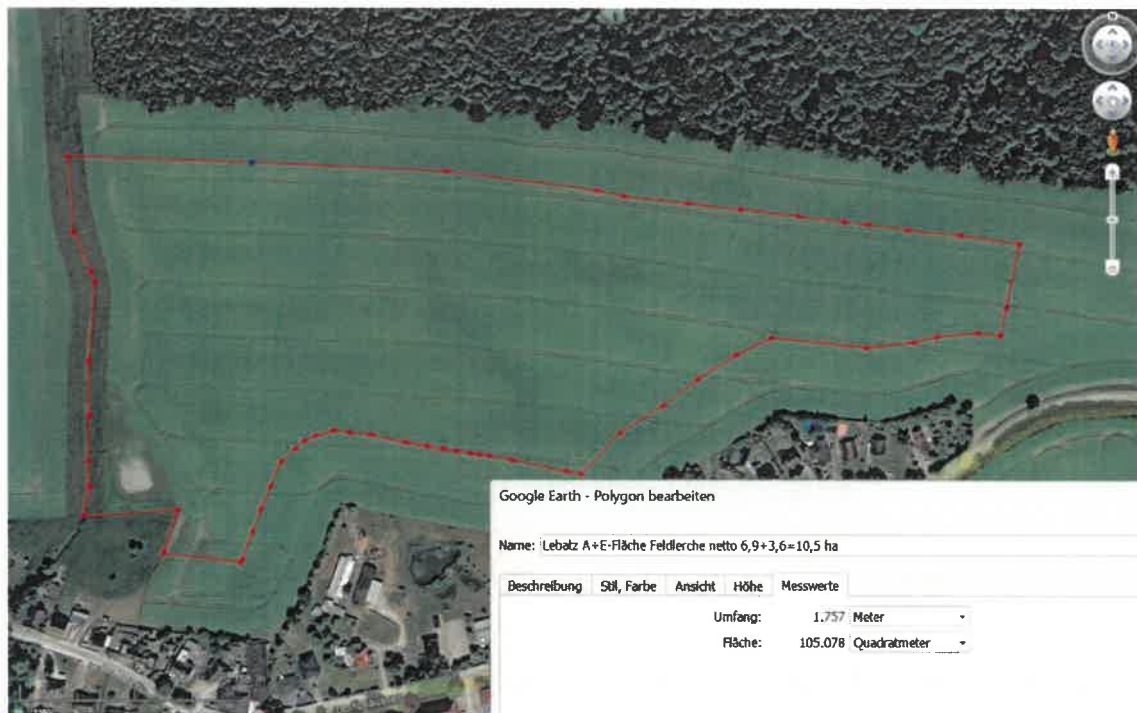 Google Earth - Polygon bearbeiten
Name: Lebatz A+E-Fläche Feldlerche netto 6,9+3,6=10,5 ha
Beschreibung Stil, Farbe Ansicht Höhe Messwerte
Umfang: 1.757 Meter
Fläche: 105.078 Quadratmeter